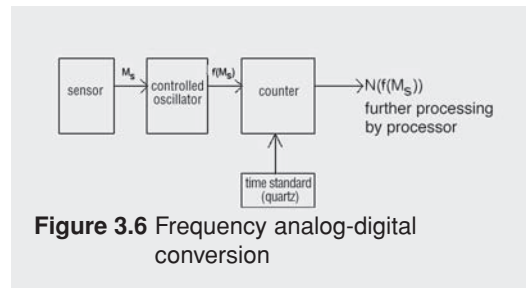 sensor
Ms
controlled
oscillator
f(Ms)
counter
N(f(Ms))
further processing
by processor
time standard
(quartz)
Figure 3.6 Frequency analog-digital
conversion